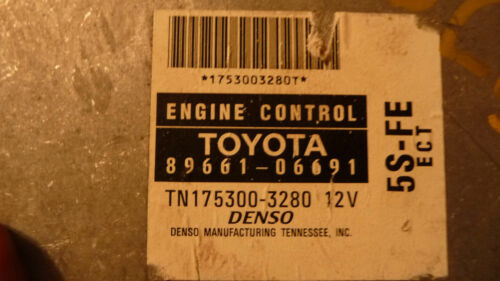 *1753003280T*
ENGINE CONTROL
TOYOTA
89661-06691
TN175300-3280 12V
DENSO
DENSO MANUFACTURING TENNESSEE, INC.
5S-FE
ECT